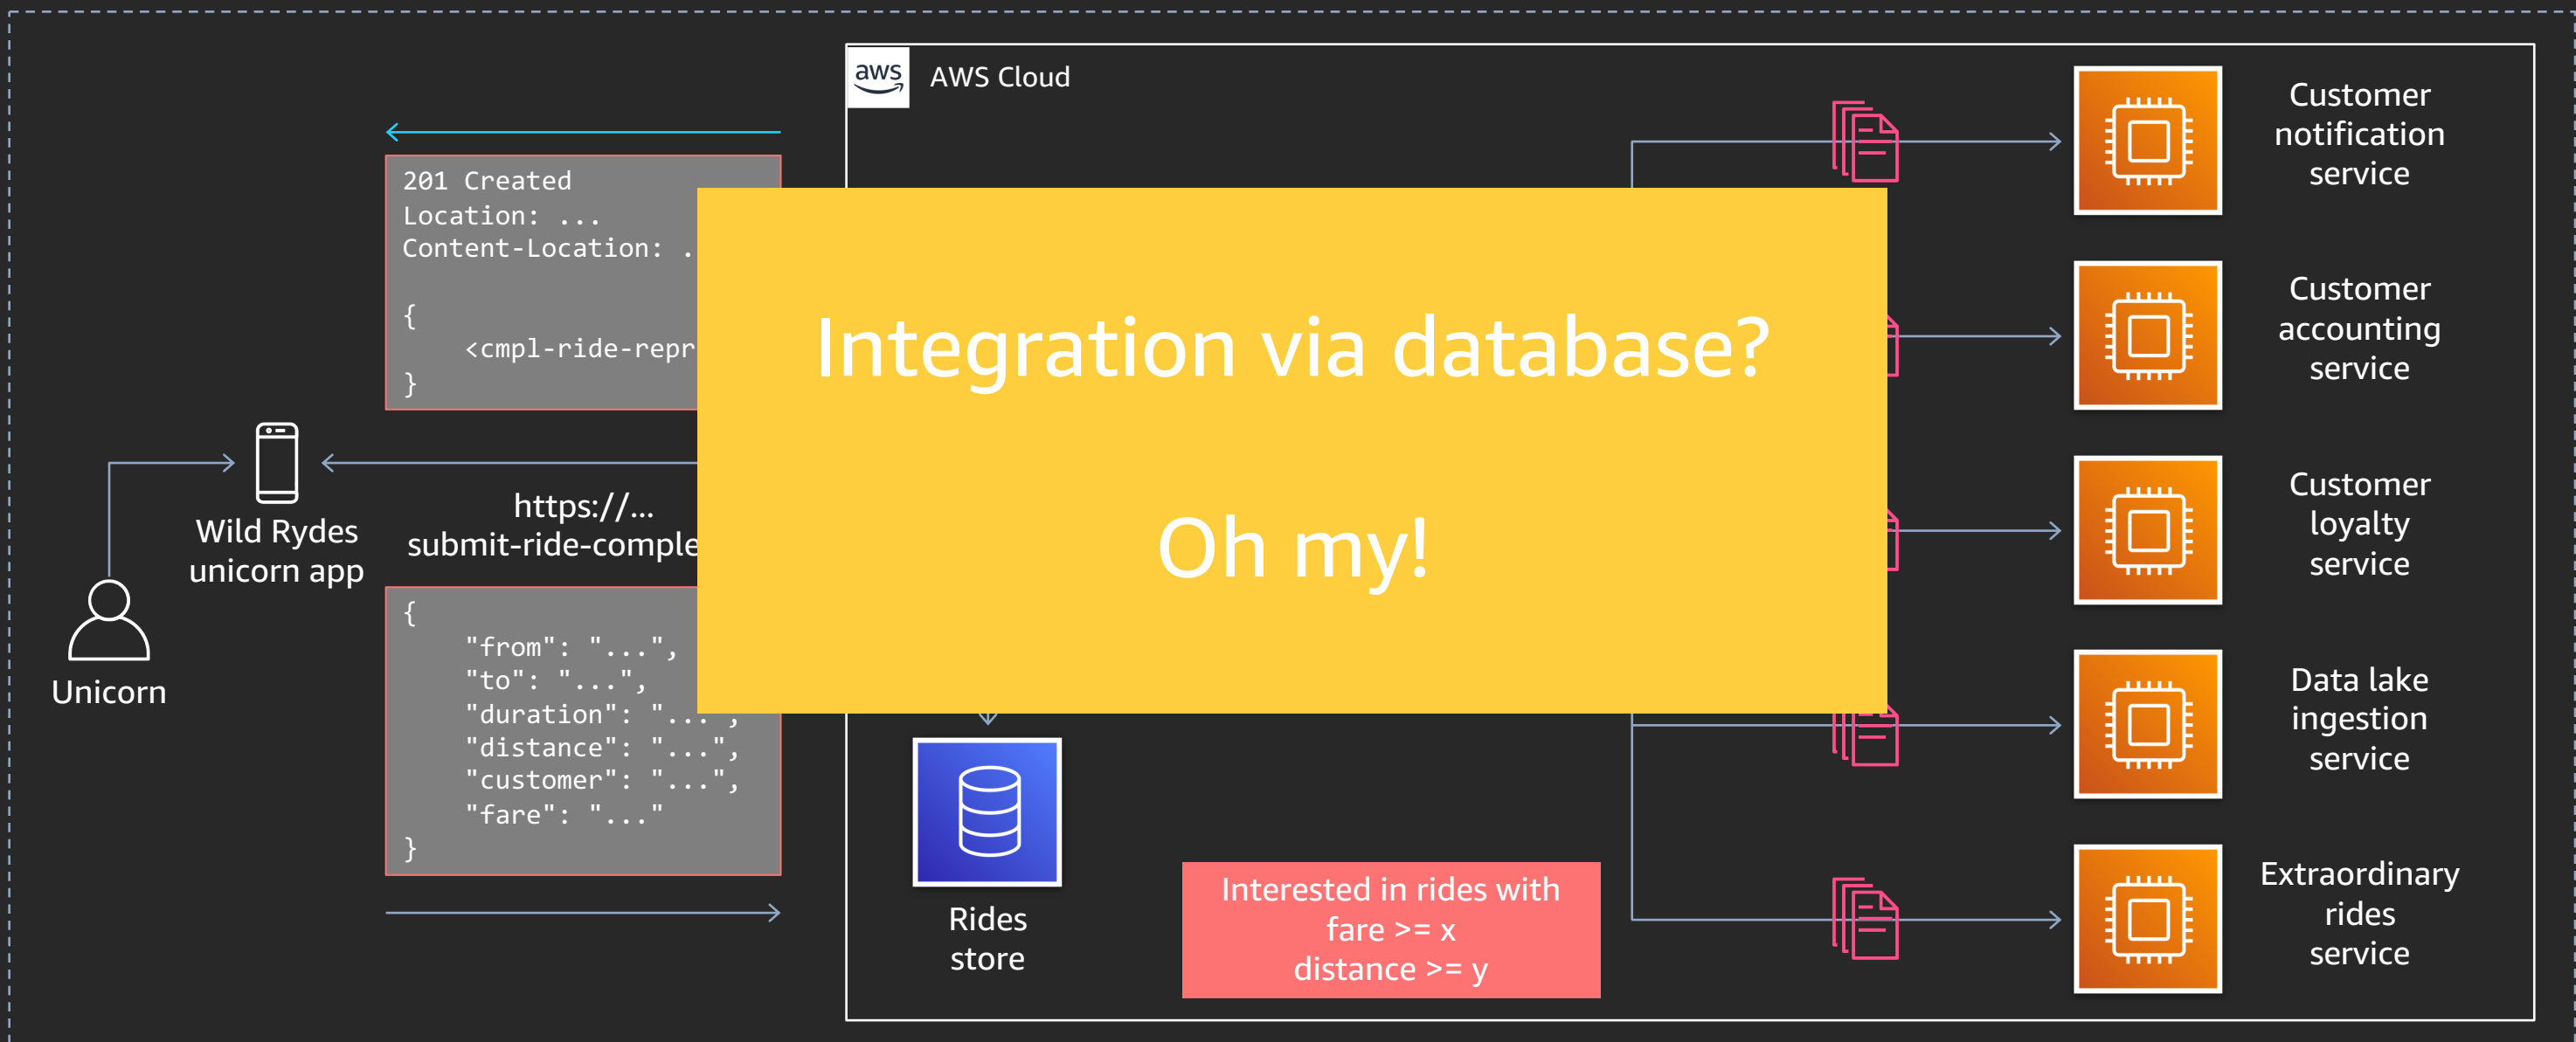 aws
AWS Cloud
201 Created
Location: ...
Content-Location: .
{
<cmpl-ride-repr
}
Wild Rydes
unicorn app
Unicorn
https://...
submit-ride-comple
{
"from": "...",
"to": "...",
"duration": "...",
"distance": "...",
"customer": "...",
"fare": "..."
}
Integration via database?
Oh my!
Rides
store
Interested in rides with
fare >= x
distance >= y
Customer
notification
service
Customer
accounting
service
Customer
loyalty
service
Data lake
ingestion
service
Extraordinary
rides
service